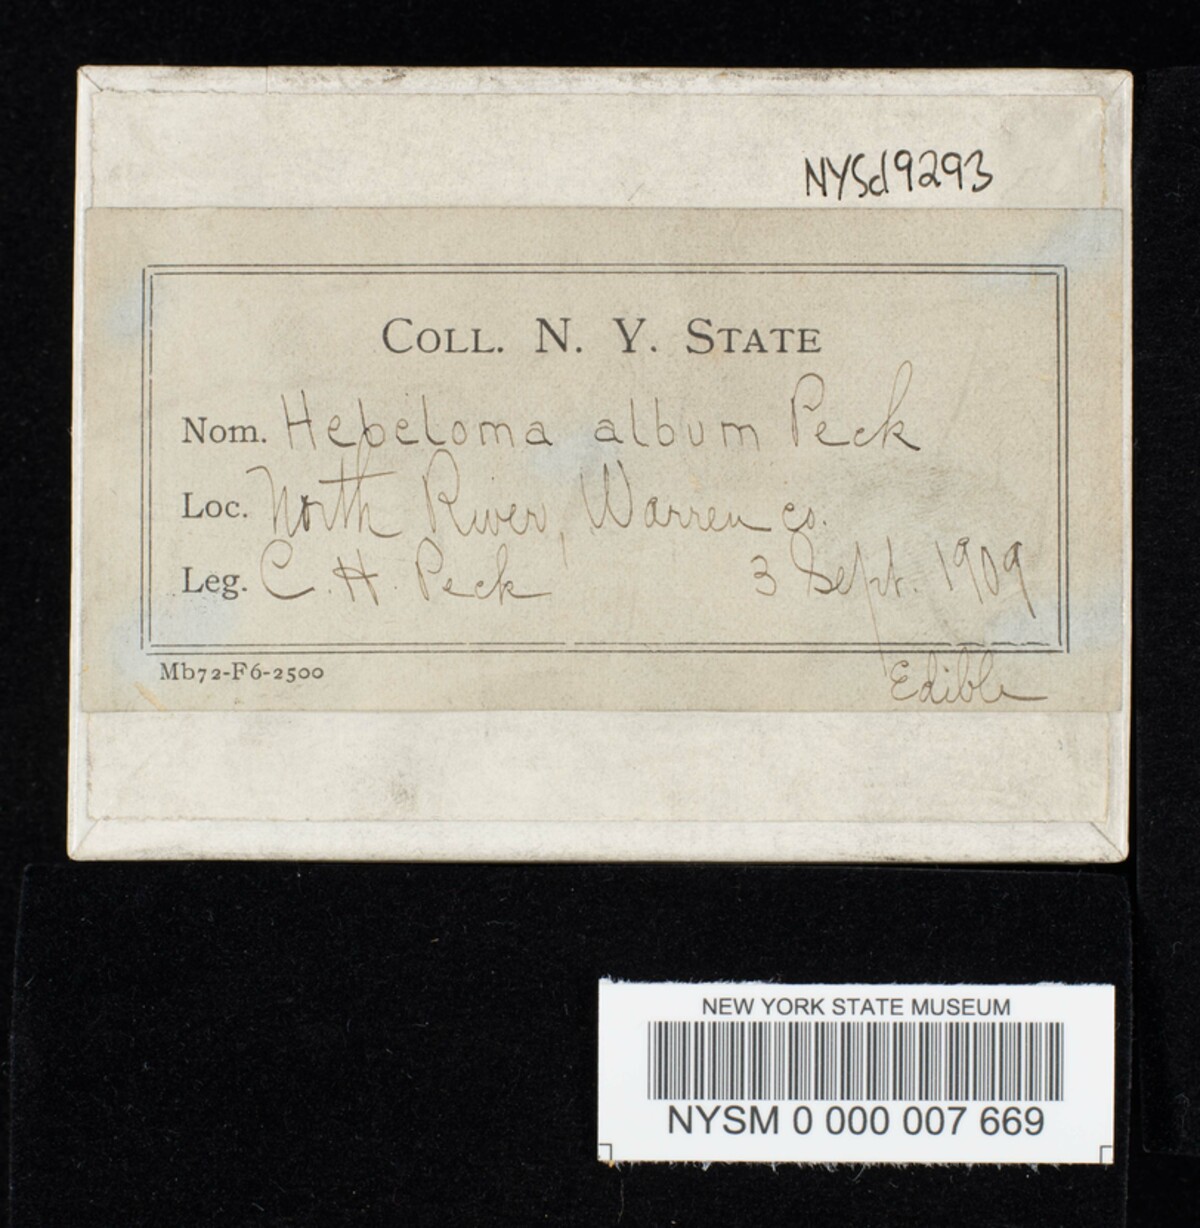 NYSd9293
COLL. N. Y. STATE
Nom. Hebeloma album Peck
Loc. North River, Warren co.
Leg. C. H. Peck 3 Sept. 1909
Mb72-F6-2500
Edible
NEW YORK STATE MUSEUM
NYSM 0 000 007 669